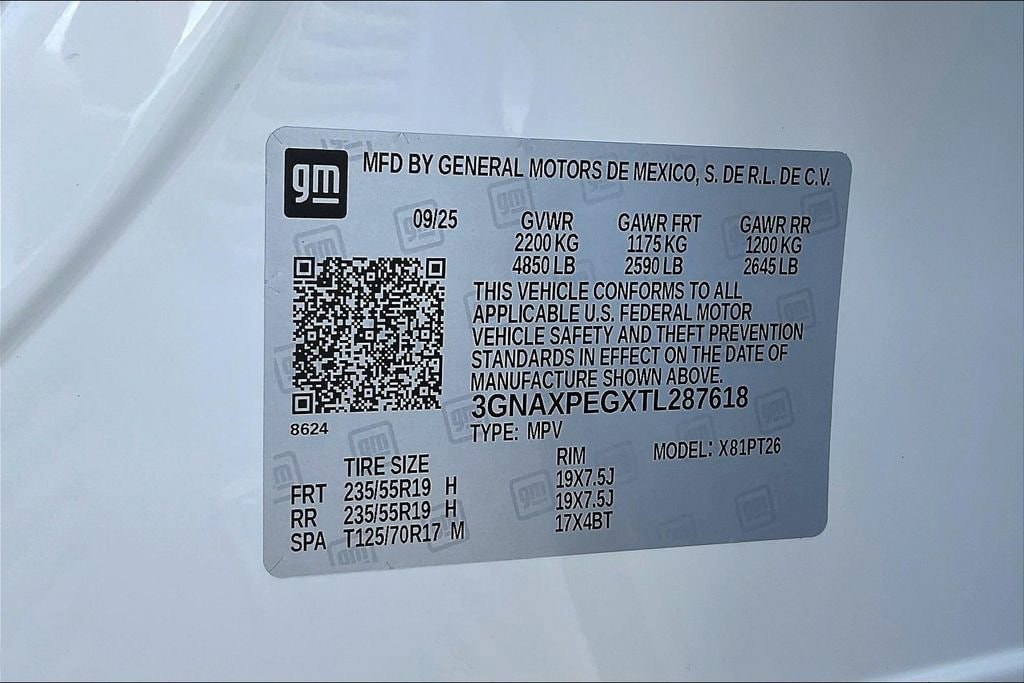 gm MFD BY GENERAL MOTORS DE MEXICO, S. DE R.L. DE C.V.
09/25 GVWR GAWR FRT GAWR RR
2200 KG 1175 KG 1200 KG
4850 LB 2590 LB 2645 LB
THIS VEHICLE CONFORMS TO ALL
APPLICABLE U.S. FEDERAL MOTOR
VEHICLE SAFETY AND THEFT PREVENTION
STANDARDS IN EFFECT ON THE DATE OF
MANUFACTURE SHOWN ABOVE.
3GNAXPEGXTL287618
8624
TYPE: MPV MODEL: X81PT26
TIRE SIZE RIM
FRT 235/55R19 H 19X7.5J
RR 235/55R19 H 19X7.5J
SPA T125/70R17 M 17X4BT